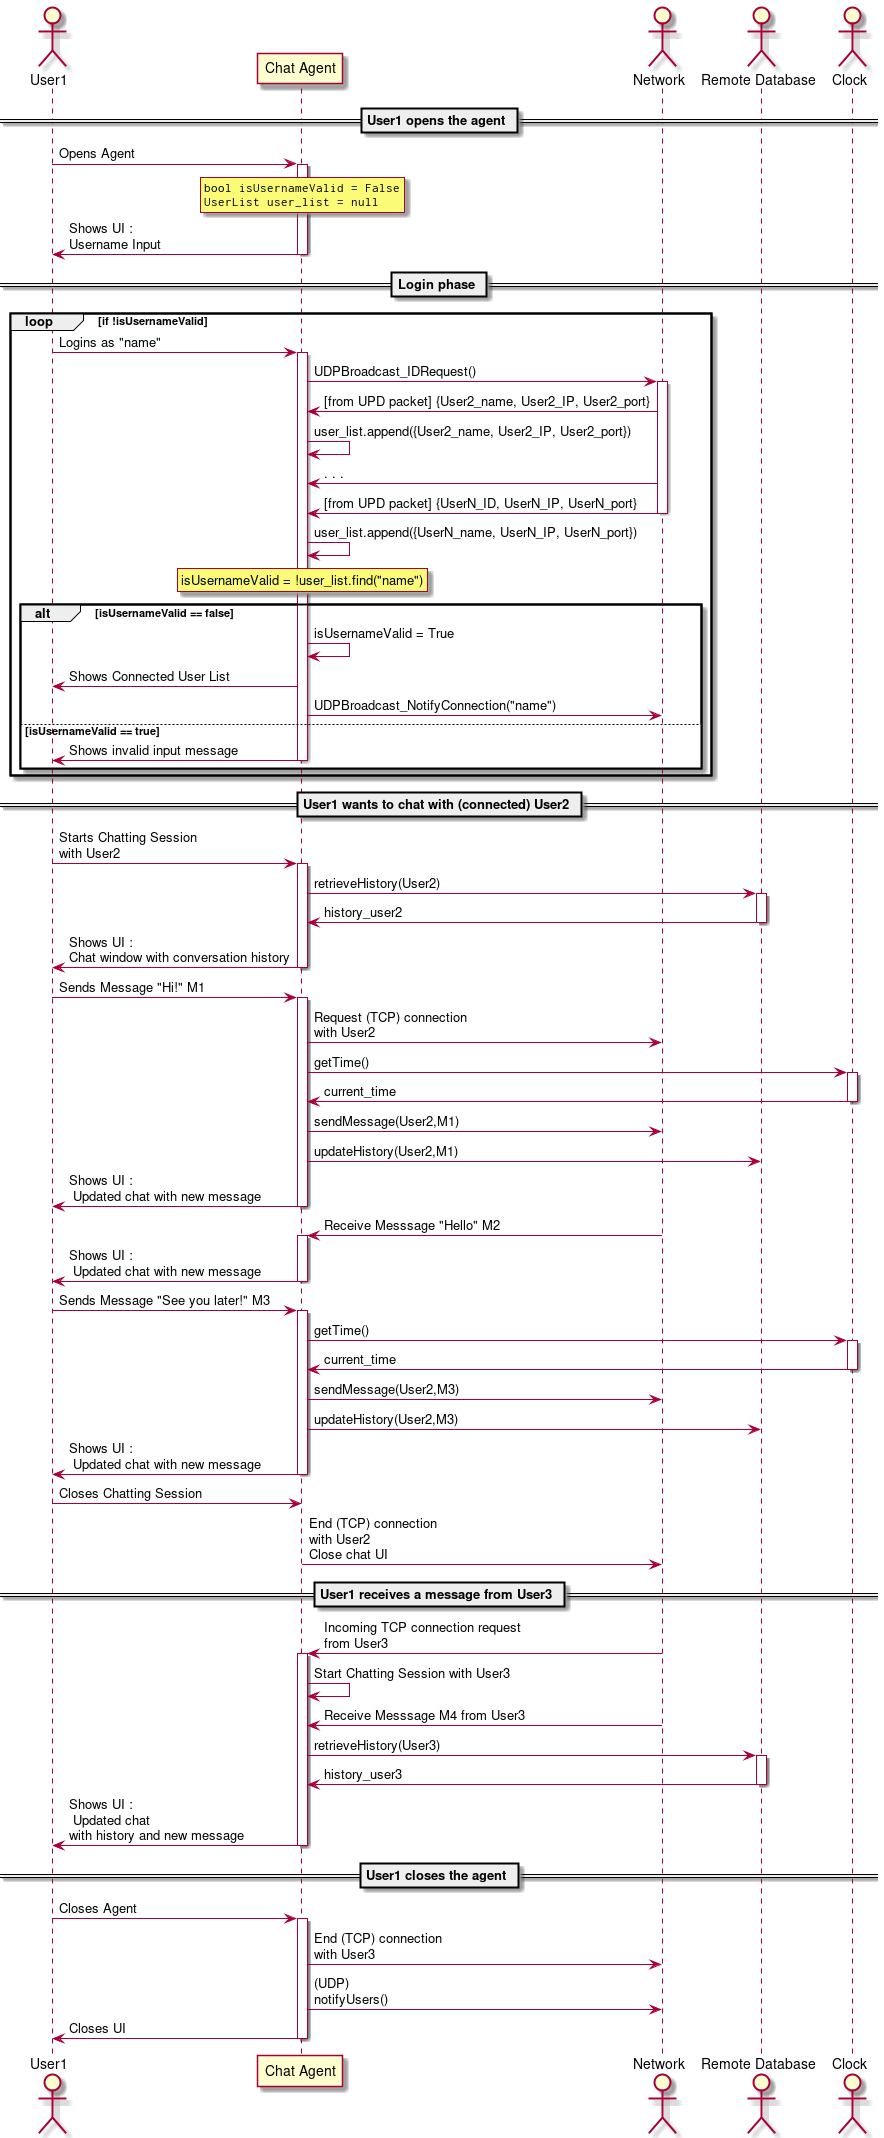 User1
Chat Agent
Network
Remote Database
Clock
User1 opens the agent
Opens Agent
bool isUsernameValid = False
UserList user_list = null
Shows UI :
Username Input
Login phase
loop
[if !isUsernameValid]
Logins as "name"
UDPBroadcast_IDRequest()
[from UPD packet] {User2_name, User2_IP, User2_port}
user_list.append({User2_name, User2_IP, User2_port})
. . .
[from UPD packet] {UserN_ID, UserN_IP, UserN_port}
user_list.append({UserN_name, UserN_IP, UserN_port})
isUsernameValid = !user_list.find("name")
alt
[isUsernameValid == false]
isUsernameValid = True
Shows Connected User List
UDPBroadcast_NotifyConnection("name")
[isUsernameValid == true]
Shows invalid input message
User1 wants to chat with (connected) User2
Starts Chatting Session
with User2
retrieveHistory(User2)
history_user2
Shows UI :
Chat window with conversation history
Sends Message "Hi!" M1
Request (TCP) connection
with User2
getTime()
current_time
sendMessage(User2,M1)
updateHistory(User2,M1)
Shows UI :
Updated chat with new message
Receive Messsage "Hello" M2
Shows UI :
Updated chat with new message
Sends Message "See you later!" M3
getTime()
current_time
sendMessage(User2,M3)
updateHistory(User2,M3)
Shows UI :
Updated chat with new message
Closes Chatting Session
End (TCP) connection
with User2
Close chat UI
User1 receives a message from User3
Incoming TCP connection request
from User3
Start Chatting Session with User3
Receive Messsage M4 from User3
retrieveHistory(User3)
history_user3
Shows UI :
Updated chat
with history and new message
User1 closes the agent
Closes Agent
End (TCP) connection
with User3
(UDP)
notifyUsers()
Closes UI
User1
Chat Agent
Network
Remote Database
Clock